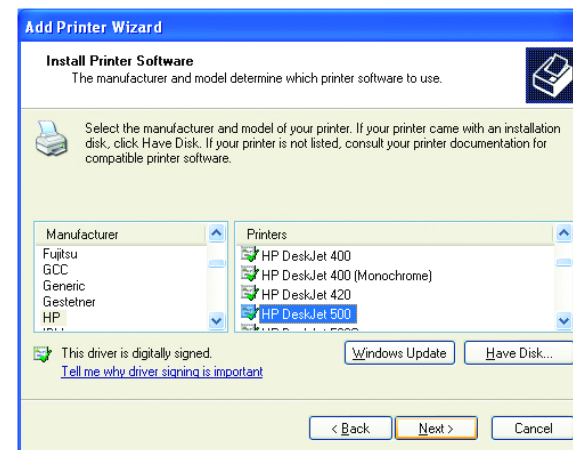 Add Printer Wizard
Install Printer Software
The manufacturer and model determine which printer software to use.
Select the manufacturer and model of your printer. If your printer came with an installation
disk, click Have Disk. If your printer is not listed, consult your printer documentation for
compatible printer software.
Manufacturer
Fujitsu
GCC
Generic
Gestetner
HP
Printers
HP DeskJet 400
HP DeskJet 400 (Monochrome)
HP DeskJet 420
HP DeskJet 500
This driver is digitally signed.
Tell me why driver signing is important
Windows Update
Have Disk...
< Back
Next >
Cancel